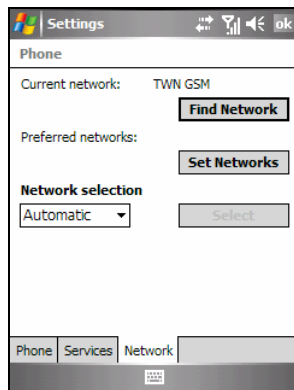 Settings
ok
Phone
Current network: TWN GSM
Find Network
Preferred networks:
Set Networks
Network selection
Automatic
Select
Phone Services Network